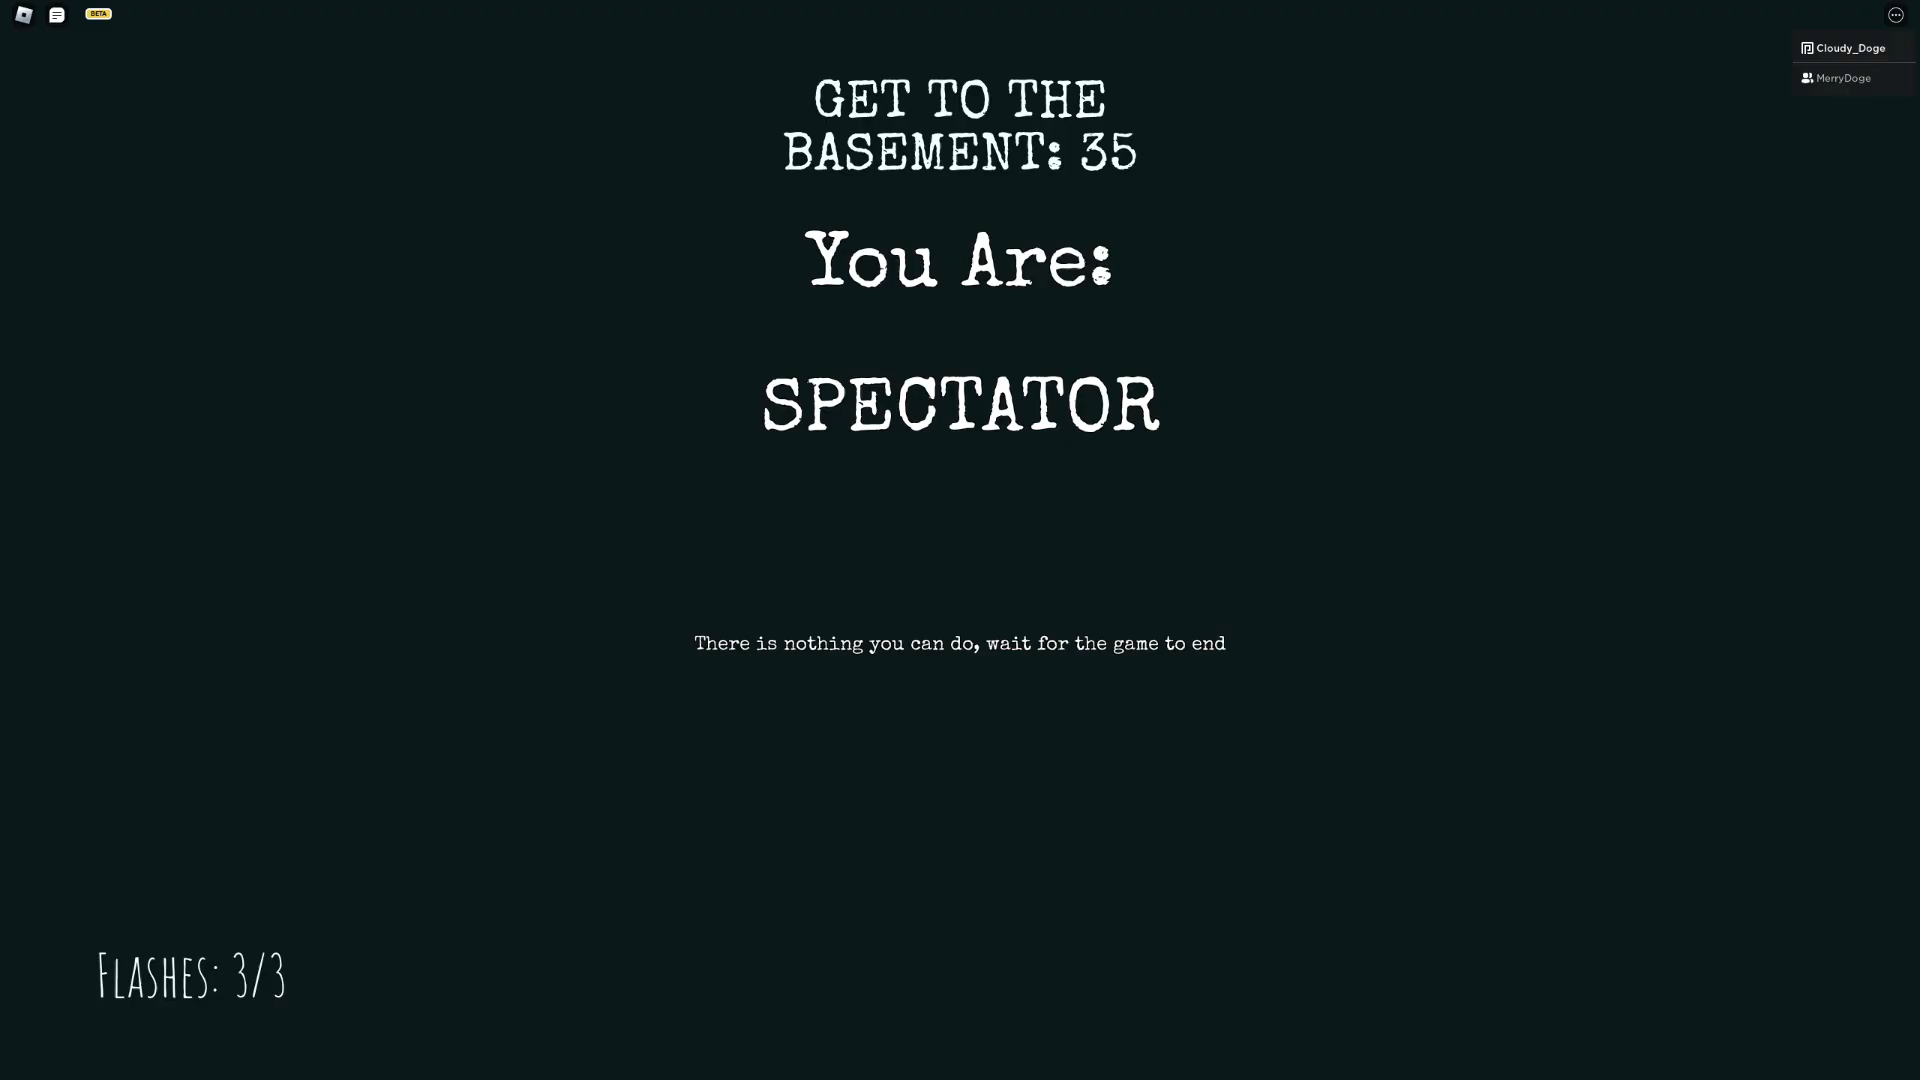 BETA
Cloudy_Doge
MerryDoge
GET TO THE
BASEMENT: 35
You Are:
SPECTATOR
There is nothing you can do, wait for the game to end
FLASHES: 3/3